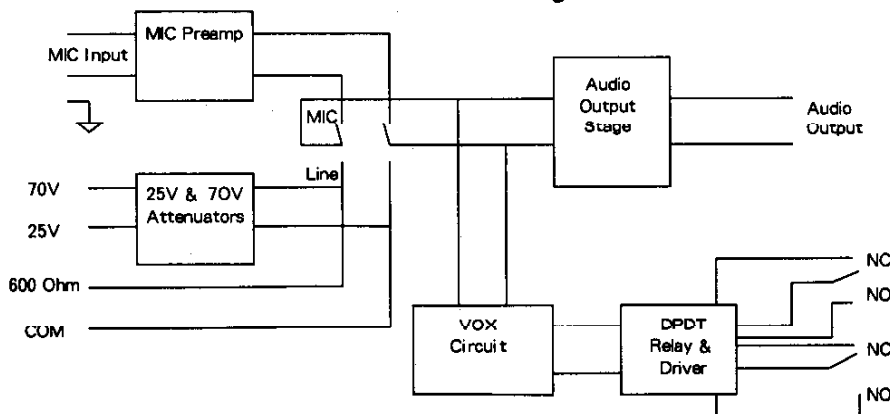 MIC Preamp
MIC Input
MIC
Audio
Output
Stage
Audio
Output
Line
70V
25V
25V & 70V
Attenuators
600 Ohm
COM
VOX
Circuit
DPDT
Relay &
Driver
NC
NO
NC
NO